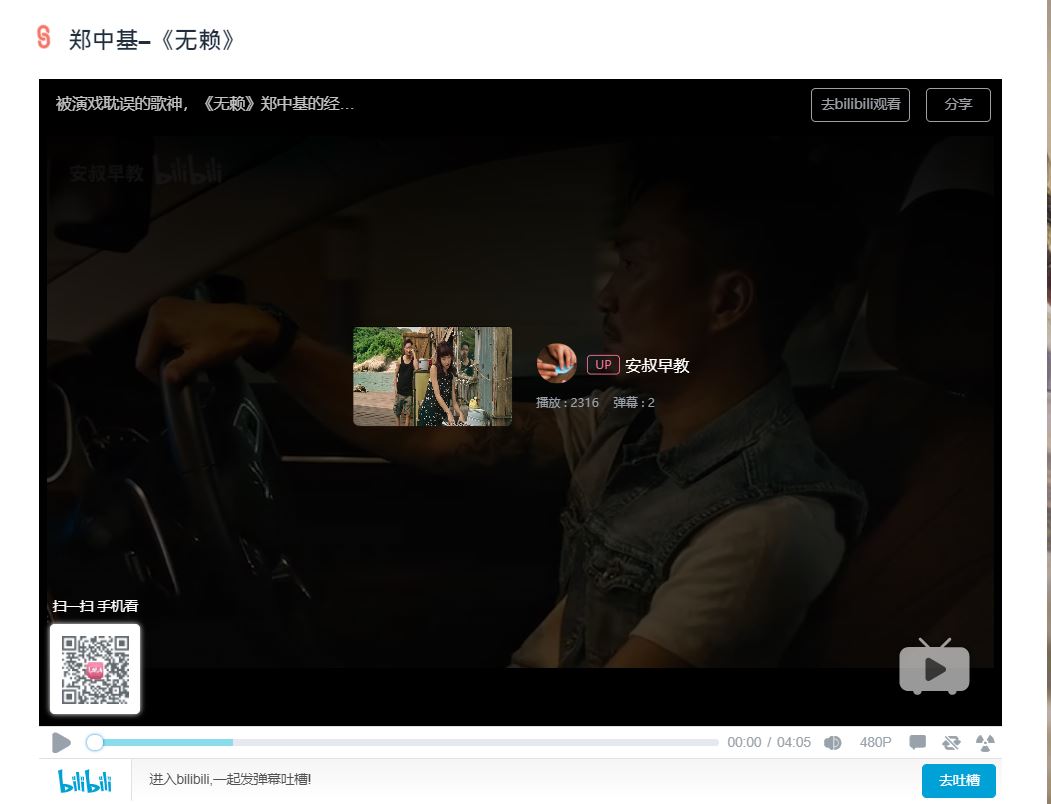 郑中基–《无赖》
被演戏耽误的歌神，《无赖》郑中基的经…
去bilibili观看
分享
安叔早教 bilibili
UP 安叔早教
播放 : 2316 弹幕 : 2
扫一扫 手机看
00:00 / 04:05 480P
bilibili 进入bilibili,一起发弹幕吐槽! 去吐槽